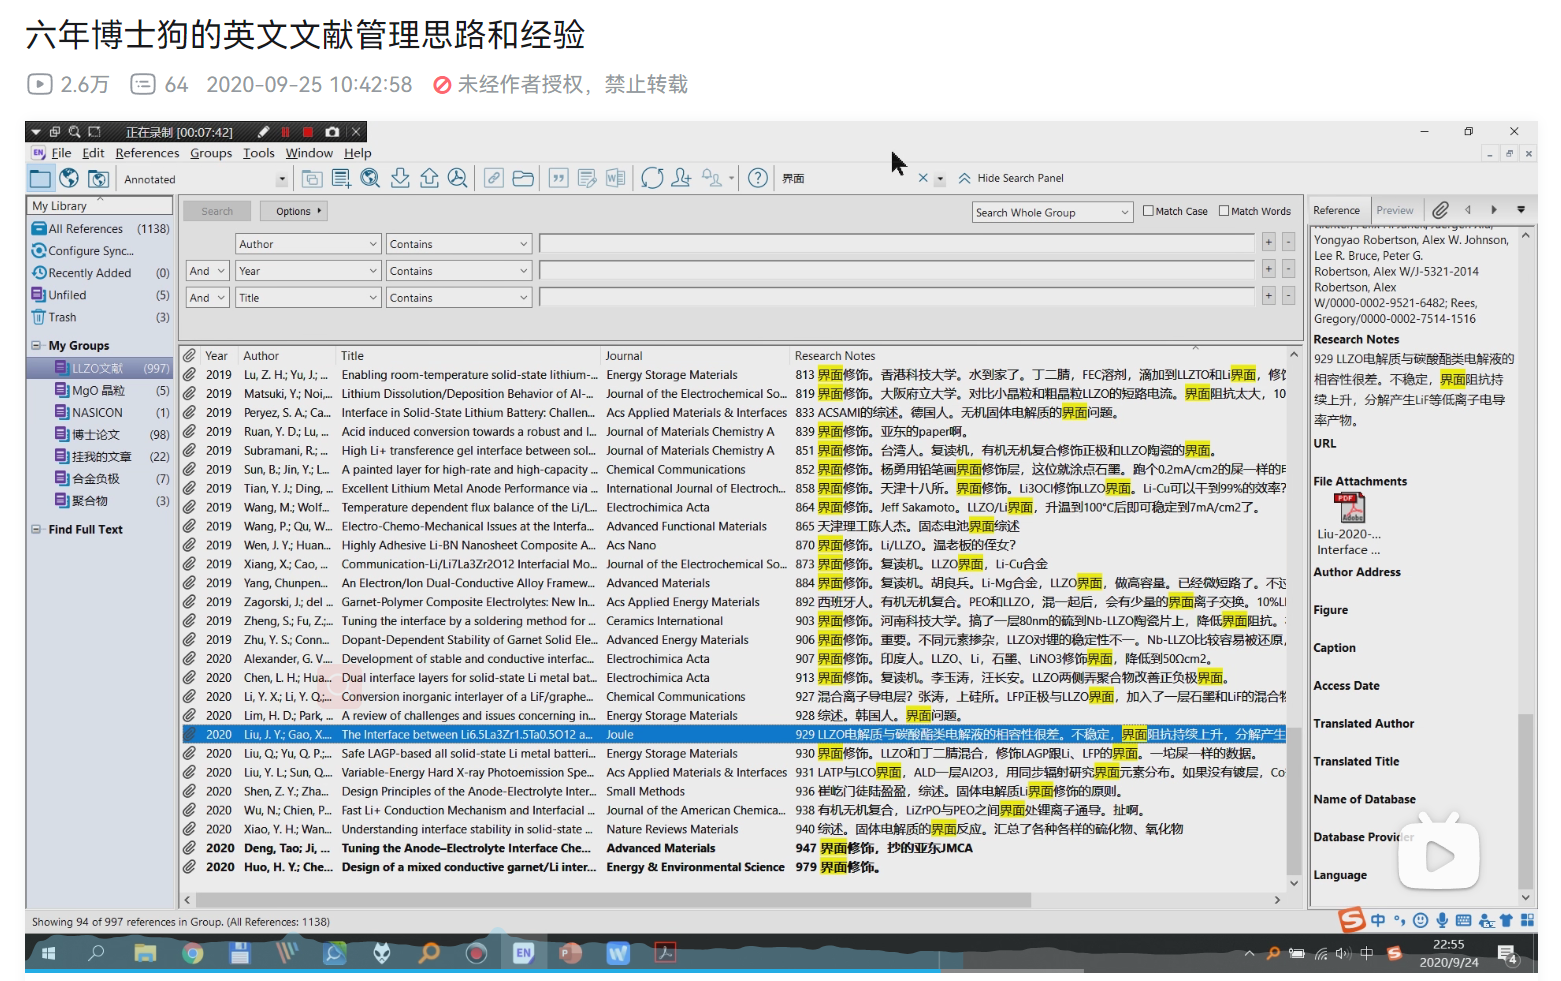 六年博士狗的英文文献管理思路和经验
2.6万 64 2020-09-25 10:42:58 未经作者授权，禁止转载
正在录制 [00:07:42]
EN File Edit References Groups Tools Window Help
Annotated 界面 Hide Search Panel
My Library
All References (1138)
Configure Sync...
Recently Added (0)
Unfiled (5)
Trash (3)
My Groups
LLZO文献 (997)
MgO 晶粒 (5)
NASICON (1)
博士论文 (98)
挂我的文章 (22)
合金负极 (7)
聚合物 (3)
Find Full Text
Search Options Search Whole Group Match Case Match Words
Author Contains + -
And Year Contains + -
And Title Contains + -
Year Author Title Journal Research Notes
2019 Lu, Z. H.; Yu, J.; ... Enabling room-temperature solid-state lithium-... Energy Storage Materials 813 界面修饰。香港科技大学。水到家了。丁二腈，FEC溶剂，滴加到LLZTO和Li界面，修饰
2019 Matsuki, Y.; Noi,... Lithium Dissolution/Deposition Behavior of Al-... Journal of the Electrochemical So... 819 界面修饰。大阪府立大学。对比小晶粒和粗晶粒LLZO的短路电流。界面阻抗太大，10
2019 Peryez, S. A.; Ca... Interface in Solid-State Lithium Battery: Challen... Acs Applied Materials & Interfaces 833 ACSAMI的综述。德国人。无机固体电解质的界面问题。
2019 Ruan, Y. D.; Lu, ... Acid induced conversion towards a robust and l... Journal of Materials Chemistry A 839 界面修饰。亚东的paper啊。
2019 Subramani, R.; ... High Li+ transference gel interface between sol... Journal of Materials Chemistry A 851 界面修饰。台湾人。复读机，有机无机复合修饰正极和LLZO陶瓷的界面。
2019 Sun, B.; Jin, Y.; L... A painted layer for high-rate and high-capacity ... Chemical Communications 852 界面修饰。杨勇用铅笔画界面修饰层，这位就涂点石墨。跑个0.2mA/cm2的屎一样的电
2019 Tian, Y. J.; Ding, ... Excellent Lithium Metal Anode Performance via ... International Journal of Electroch... 858 界面修饰。天津十八所。界面修饰。Li3OCl修饰LLZO界面。Li-Cu可以干到99%的效率?
2019 Wang, M.; Wolf... Temperature dependent flux balance of the Li/L... Electrochimica Acta 864 界面修饰。Jeff Sakamoto。LLZO/Li界面，升温到100°C后即可稳定到7mA/cm2了。
2019 Wang, P.; Qu, W... Electro-Chemo-Mechanical Issues at the Interfa... Advanced Functional Materials 865 天津理工陈人杰。固态电池界面综述
2019 Wen, J. Y.; Huan... Highly Adhesive Li-BN Nanosheet Composite A... Acs Nano 870 界面修饰。Li/LLZO。温老板的侄女?
2019 Xiang, X.; Cao, ... Communication-Li/Li7La3Zr2O12 Interfacial Mo... Journal of the Electrochemical So... 873 界面修饰。复读机。LLZO界面，Li-Cu合金
2019 Yang, Chunpen... An Electron/Ion Dual-Conductive Alloy Framew... Advanced Materials 884 界面修饰。复读机。胡良兵。Li-Mg合金，LLZO界面，做高容量。已经微短路了。不过
2019 Zagorski, J.; del ... Garnet-Polymer Composite Electrolytes: New In... Acs Applied Energy Materials 892 西班牙人。有机无机复合。PEO和LLZO，混一起后，会有少量的界面离子交换。10%LL
2019 Zheng, S.; Fu, Z.;... Tuning the interface by a soldering method for ... Ceramics International 903 界面修饰。河南科技大学。搞了一层80nm的硫到Nb-LLZO陶瓷片上，降低界面阻抗。
2019 Zhu, Y. S.; Conn... Dopant-Dependent Stability of Garnet Solid Ele... Advanced Energy Materials 906 界面修饰。重要。不同元素掺杂，LLZO对锂的稳定性不一。Nb-LLZO比较容易被还原，
2020 Alexander, G. V.... Development of stable and conductive interfac... Electrochimica Acta 907 界面修饰。印度人。LLZO、Li，石墨、LiNO3修饰界面，降低到50Ωcm2。
2020 Chen, L. H.; Hua... Dual interface layers for solid-state Li metal bat... Electrochimica Acta 913 界面修饰。复读机。李玉涛，汪长安。LLZO两侧弄聚合物改善正负极界面。
2020 Li, Y. X.; Li, Y. Q.;... Conversion inorganic interlayer of a LiF/graphe... Chemical Communications 927 混合离子导电层? 张涛，上硅所。LFP正极与LLZO界面，加入了一层石墨和LiF的混合物
2020 Lim, H. D.; Park, ... A review of challenges and issues concerning in... Energy Storage Materials 928 综述。韩国人。界面问题。
2020 Liu, J. Y.; Gao, X.... The Interface between Li6.5La3Zr1.5Ta0.5O12 a... Joule 929 LLZO电解质与碳酸酯类电解液的相容性很差。不稳定，界面阻抗持续上升，分解产生
2020 Liu, Q.; Yu, Q. P.;... Safe LAGP-based all solid-state Li metal batteri... Energy Storage Materials 930 界面修饰。LLZO和丁二腈混合，修饰LAGP跟Li、LFP的界面。一坨屎一样的数据。
2020 Liu, Y. L.; Sun, Q... Variable-Energy Hard X-ray Photoemission Spe... Acs Applied Materials & Interfaces 931 LATP与LCO界面，ALD一层Al2O3，用同步辐射研究界面元素分布。如果没有镀层，Co
2020 Shen, Z. Y.; Zha... Design Principles of the Anode-Electrolyte Inter... Small Methods 936 崔屹门徒陆盈盈，综述。固体电解质Li界面修饰的原则。
2020 Wu, N.; Chien, P... Fast Li+ Conduction Mechanism and Interfacial ... Journal of the American Chemica... 938 有机无机复合，LiZrPO与PEO之间界面处锂离子通导。扯啊。
2020 Xiao, Y. H.; Wan... Understanding interface stability in solid-state ... Nature Reviews Materials 940 综述。固体电解质的界面反应。汇总了各种各样的硫化物、氧化物
2020 Deng, Tao; Ji, ... Tuning the Anode–Electrolyte Interface Che... Advanced Materials 947 界面修饰，抄的亚东JMCA
2020 Huo, H. Y.; Che... Design of a mixed conductive garnet/Li inter... Energy & Environmental Science 979 界面修饰。
Reference Preview
Yongyao Robertson, Alex W. Johnson,
Lee R. Bruce, Peter G.
Robertson, Alex W/J-5321-2014
Robertson, Alex
W/0000-0002-9521-6482; Rees,
Gregory/0000-0002-7514-1516
Research Notes
929 LLZO电解质与碳酸酯类电解液的
相容性很差。不稳定，界面阻抗持
续上升，分解产生LiF等低离子电导
率产物。
URL
File Attachments
PDF
Adobe
Liu-2020-...
Interface ...
Author Address
Figure
Caption
Access Date
Translated Author
Translated Title
Name of Database
Database Provider
Language
Showing 94 of 997 references in Group. (All References: 1138)
S 中
EN P W 中 S 22:55
2020/9/24 4